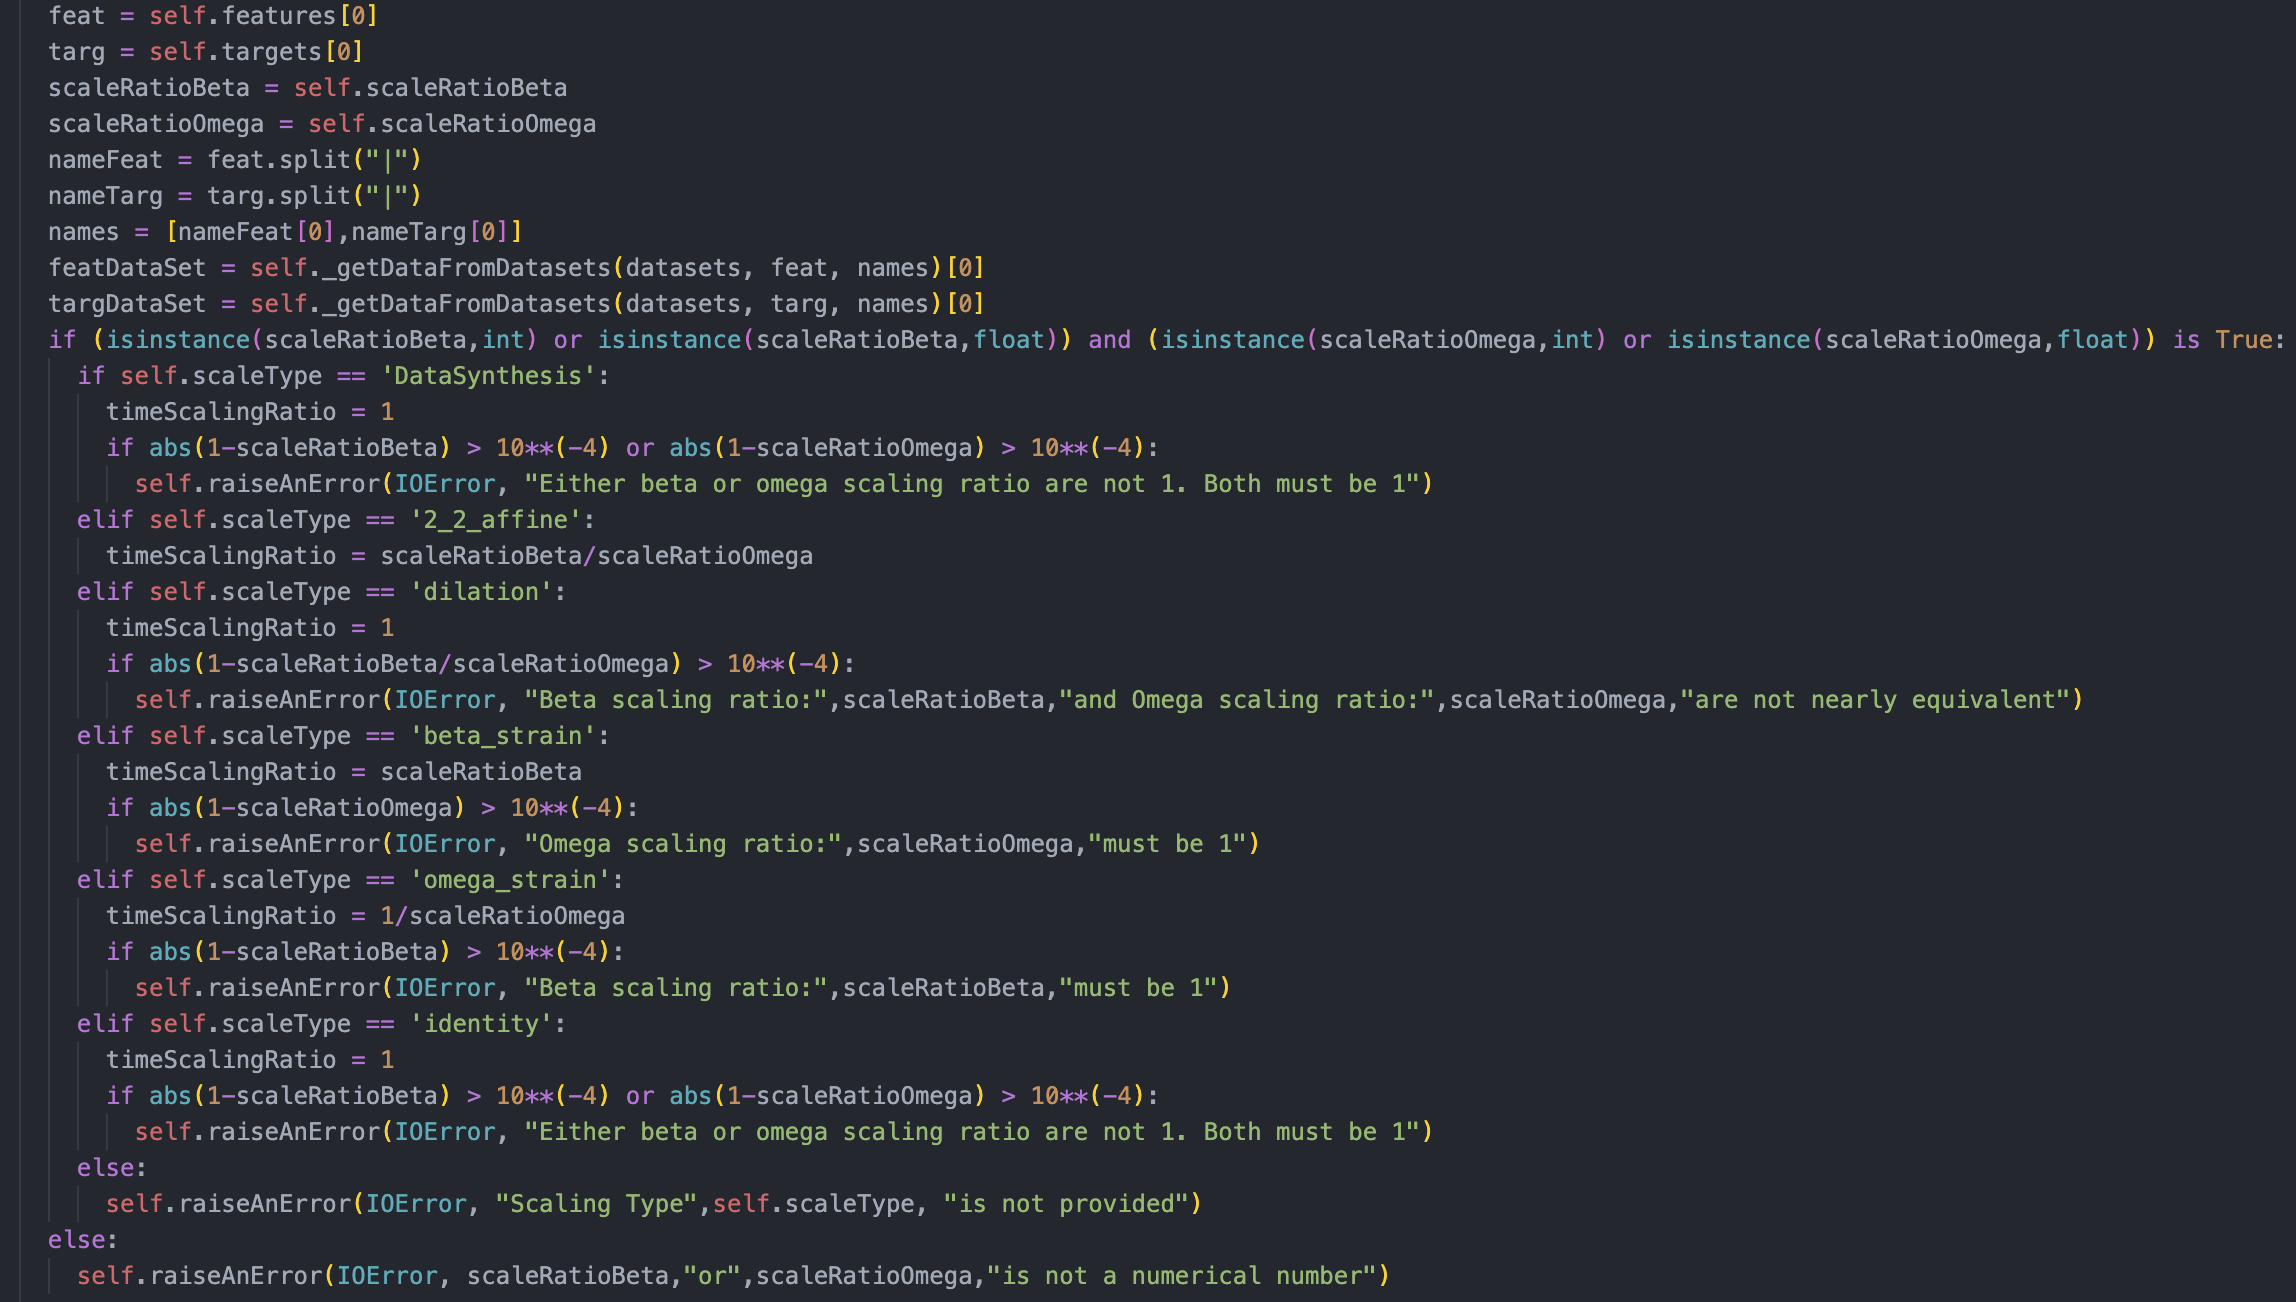 feat = self.features[0]
targ = self.targets[0]
scaleRatioBeta = self.scaleRatioBeta
scaleRatioOmega = self.scaleRatioOmega
nameFeat = feat.split("|")
nameTarg = targ.split("|")
names = [nameFeat[0],nameTarg[0]]
featDataSet = self._getDataFromDatasets(datasets, feat, names)[0]
targDataSet = self._getDataFromDatasets(datasets, targ, names)[0]
if (isinstance(scaleRatioBeta,int) or isinstance(scaleRatioBeta,float)) and (isinstance(scaleRatioOmega,int) or isinstance(scaleRatioOmega,float)) is True:
  if self.scaleType == 'DataSynthesis':
    timeScalingRatio = 1
    if abs(1-scaleRatioBeta) > 10**(-4) or abs(1-scaleRatioOmega) > 10**(-4):
      self.raiseAnError(IOError, "Either beta or omega scaling ratio are not 1. Both must be 1")
  elif self.scaleType == '2_2_affine':
    timeScalingRatio = scaleRatioBeta/scaleRatioOmega
  elif self.scaleType == 'dilation':
    timeScalingRatio = 1
    if abs(1-scaleRatioBeta/scaleRatioOmega) > 10**(-4):
      self.raiseAnError(IOError, "Beta scaling ratio:",scaleRatioBeta,"and Omega scaling ratio:",scaleRatioOmega,"are not nearly equivalent")
  elif self.scaleType == 'beta_strain':
    timeScalingRatio = scaleRatioBeta
    if abs(1-scaleRatioOmega) > 10**(-4):
      self.raiseAnError(IOError, "Omega scaling ratio:",scaleRatioOmega,"must be 1")
  elif self.scaleType == 'omega_strain':
    timeScalingRatio = 1/scaleRatioOmega
    if abs(1-scaleRatioBeta) > 10**(-4):
      self.raiseAnError(IOError, "Beta scaling ratio:",scaleRatioBeta,"must be 1")
  elif self.scaleType == 'identity':
    timeScalingRatio = 1
    if abs(1-scaleRatioBeta) > 10**(-4) or abs(1-scaleRatioOmega) > 10**(-4):
      self.raiseAnError(IOError, "Either beta or omega scaling ratio are not 1. Both must be 1")
  else:
    self.raiseAnError(IOError, "Scaling Type",self.scaleType, "is not provided")
else:
  self.raiseAnError(IOError, scaleRatioBeta,"or",scaleRatioOmega,"is not a numerical number")